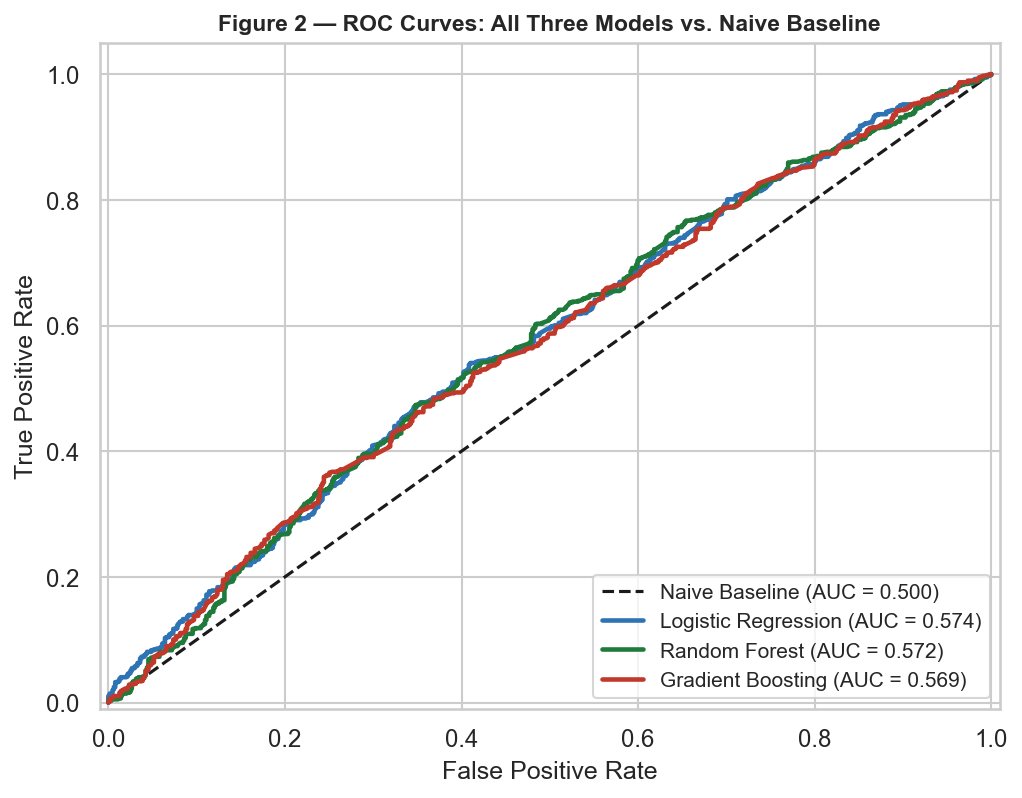 Figure 2 — ROC Curves: All Three Models vs. Naive Baseline
True Positive Rate
1.0
0.8
0.6
0.4
0.2
0.0
0.0 0.2 0.4 0.6 0.8 1.0
False Positive Rate
Naive Baseline (AUC = 0.500)
Logistic Regression (AUC = 0.574)
Random Forest (AUC = 0.572)
Gradient Boosting (AUC = 0.569)